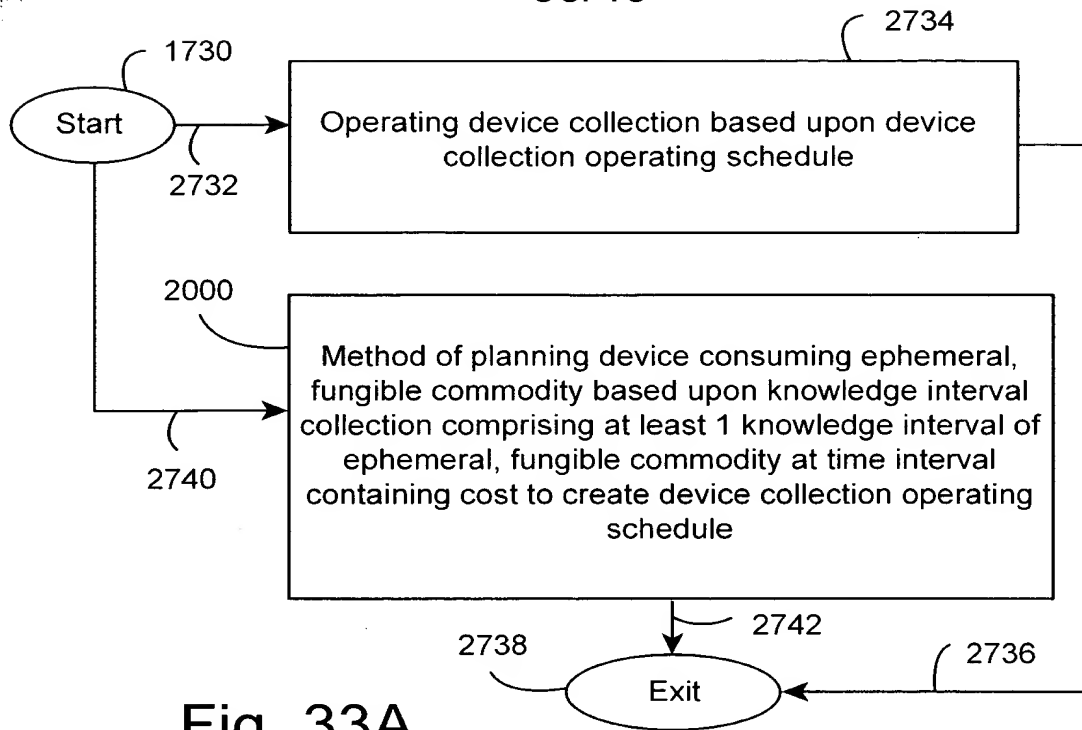 2734
1730
Start
Operating device collection based upon device
collection operating schedule
2732
2000
Method of planning device consuming ephemeral,
fungible commodity based upon knowledge interval
collection comprising at least 1 knowledge interval of
ephemeral, fungible commodity at time interval
containing cost to create device collection operating
schedule
2740
2742
2738
2736
Exit
Fig. 33A